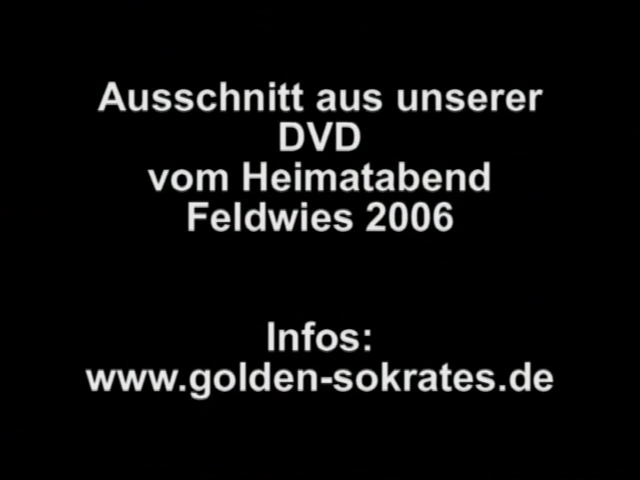 Ausschnitt aus unserer
DVD
vom Heimatabend
Feldwies 2006
Infos:
www.golden-sokrates.de